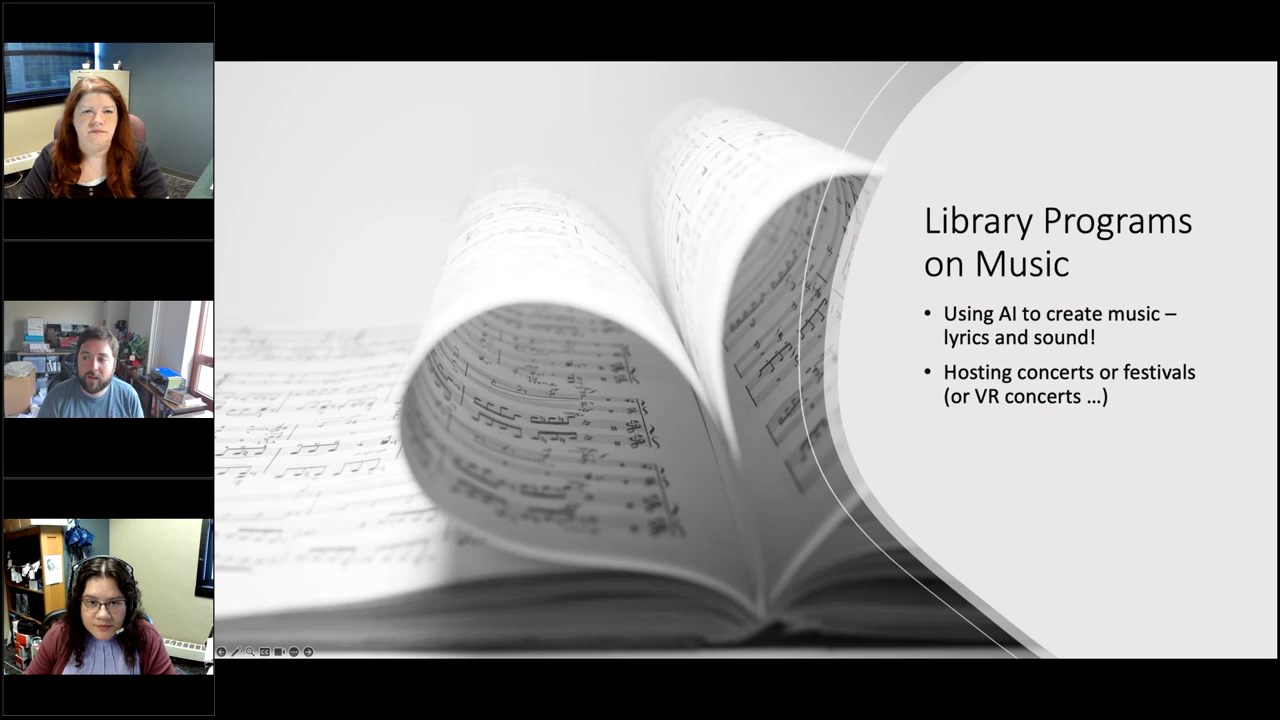 Library Programs
on Music
• Using AI to create music –
lyrics and sound!
• Hosting concerts or festivals
(or VR concerts …)